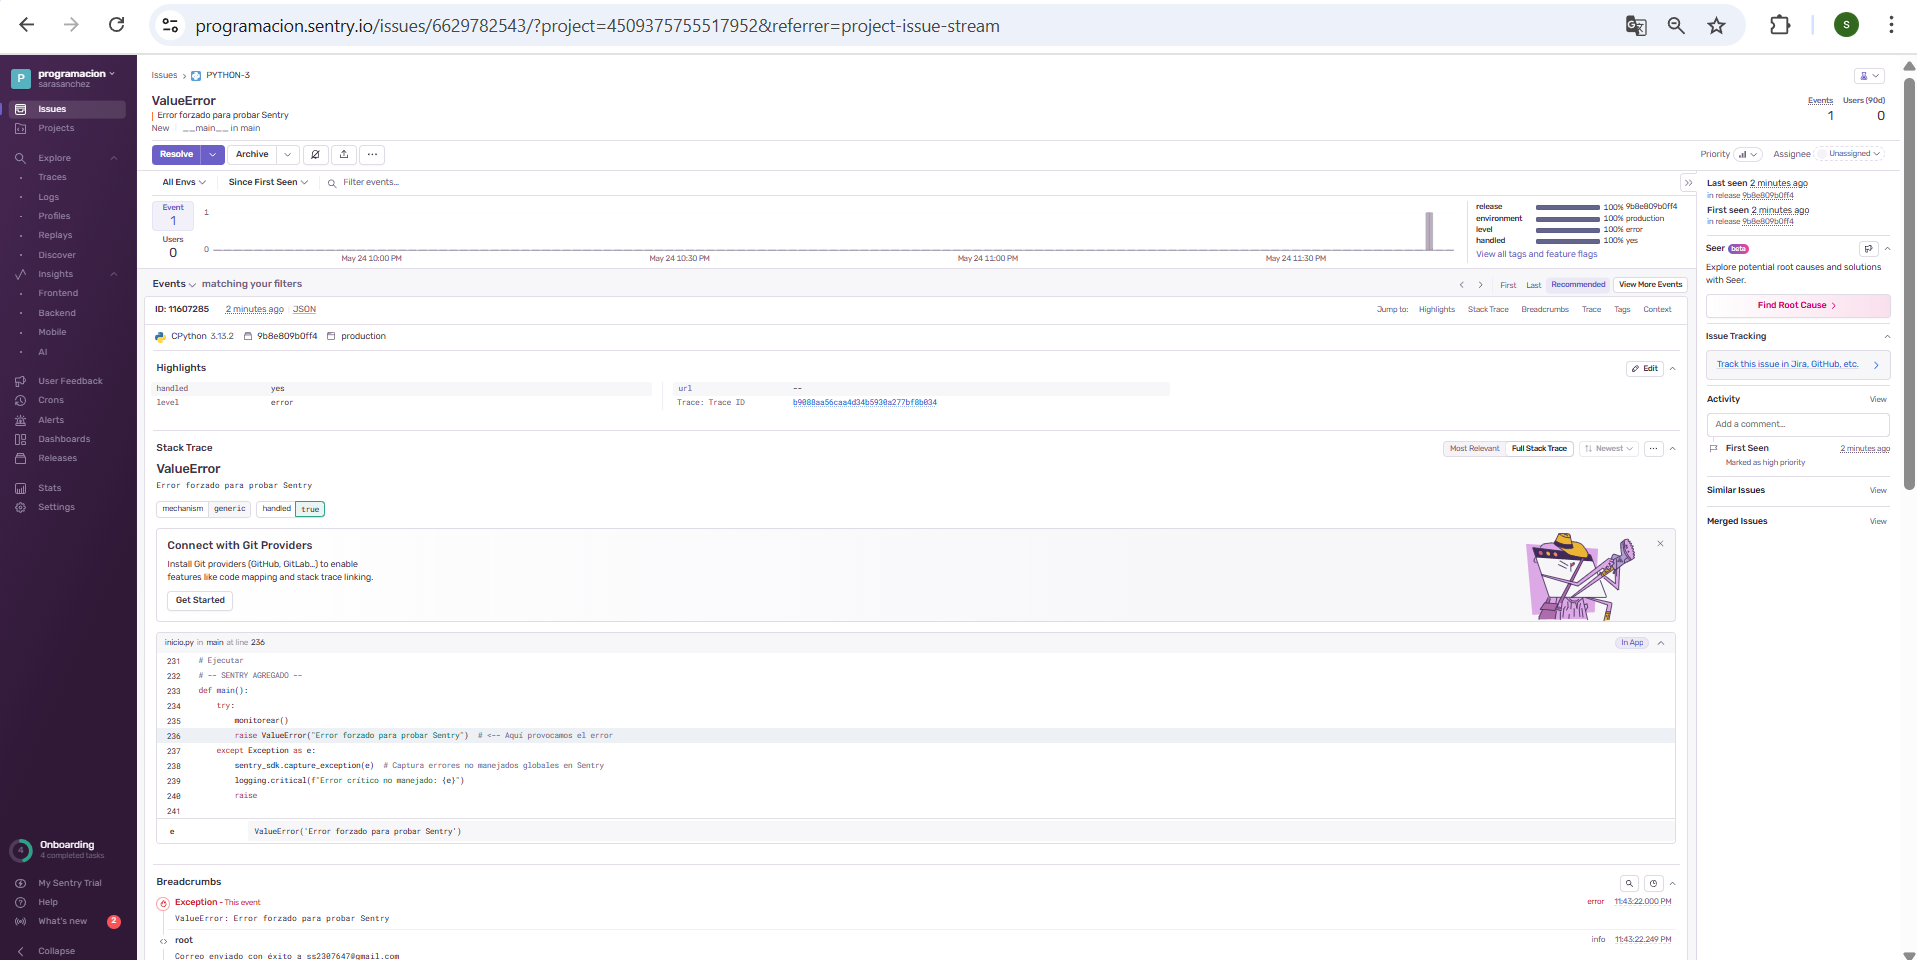 programacion.sentry.io/issues/6629782543/?project=4509375755517952&referrer=project-issue-stream
S
P
programacion
sarasanchez
Issues
Projects
Explore
Traces
Logs
Profiles
Replays
Discover
Insights
Frontend
Backend
Mobile
AI
User Feedback
Crons
Alerts
Dashboards
Releases
Stats
Settings
4
Onboarding
4 completed tasks
My Sentry Trial
Help
What's new
2
Collapse
Issues > PYTHON-3
ValueError
Error forzado para probar Sentry
New __main__ in main
Events Users (90d)
1 0
Resolve Archive
Priority Assignee Unassigned
All Envs Since First Seen Filter events...
Event
1
Users
0
1
0
May 24 10:00 PM May 24 10:30 PM May 24 11:00 PM May 24 11:30 PM
release 100% 9b8e809b0ff4
environment 100% production
level 100% error
handled 100% yes
View all tags and feature flags
Events matching your filters
First Last Recommended View More Events
ID: 11607285 2 minutes ago JSON
Jump to: Highlights Stack Trace Breadcrumbs Trace Tags Context
CPython 3.13.2 9b8e809b0ff4 production
Highlights
Edit
handled yes url --
level error Trace: Trace ID b9088aa56caa4d34b5930a277bf8b034
Stack Trace
Most Relevant Full Stack Trace Newest
ValueError
Error forzado para probar Sentry
mechanism generic handled true
Connect with Git Providers
Install Git providers (GitHub, GitLab…) to enable
features like code mapping and stack trace linking.
Get Started
inicio.py in main at line 236
In App
231 # Ejecutar
232 # -- SENTRY AGREGADO --
233 def main():
234 try:
235 monitorear()
236 raise ValueError("Error forzado para probar Sentry") # <-- Aquí provocamos el error
237 except Exception as e:
238 sentry_sdk.capture_exception(e) # Captura errores no manejados globales en Sentry
239 logging.critical(f"Error crítico no manejado: {e}")
240 raise
241
e ValueError('Error forzado para probar Sentry')
Breadcrumbs
Exception - This event
error 11:43:22.000 PM
ValueError: Error forzado para probar Sentry
root
info 11:43:22.249 PM
Correo enviado con éxito a ss2307647@gmail.com
Last seen 2 minutes ago
in release 9b8e809b0ff4
First seen 2 minutes ago
in release 9b8e809b0ff4
Seer beta
Explore potential root causes and solutions
with Seer.
Find Root Cause >
Issue Tracking
Track this issue in Jira, GitHub, etc.
Activity View
Add a comment...
First Seen 2 minutes ago
Marked as high priority
Similar Issues View
Merged Issues View